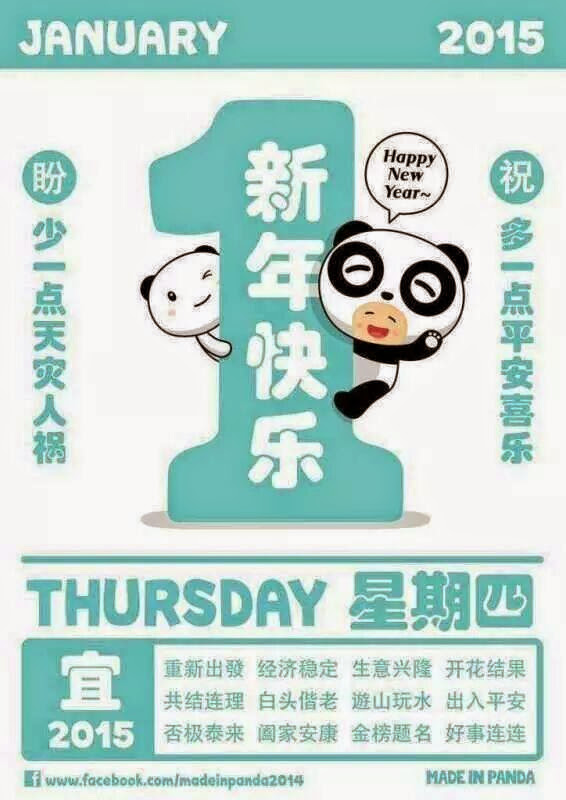 JANUARY 2015
新年快乐
Happy
New
Year~
盼
少一点天灾人祸
祝
多一点平安喜乐
THURSDAY 星期四
宜
2015
重新出發 经济稳定 生意兴隆 开花结果
共结连理 白头偕老 遊山玩水 出入平安
否极泰来 阖家安康 金榜题名 好事连连
www.facebook.com/madeinpanda2014
MADE IN PANDA